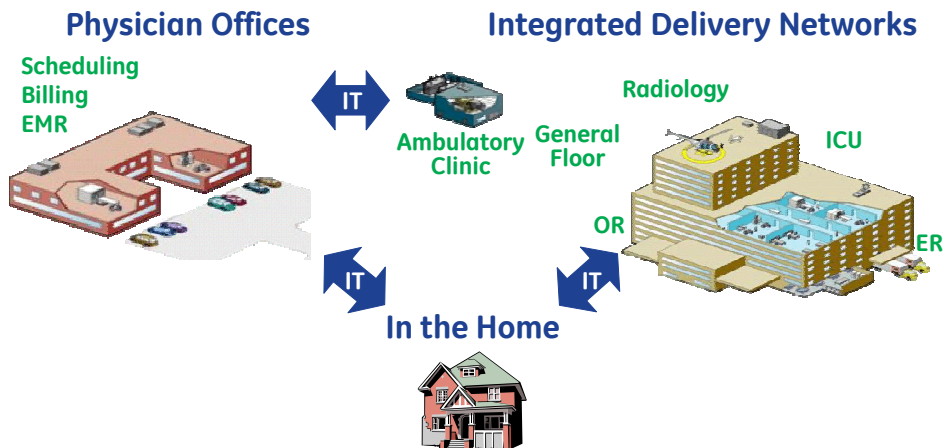 Physician Offices
Integrated Delivery Networks
Scheduling
Billing
EMR
IT
Radiology
Ambulatory
Clinic
General
Floor
ICU
OR
ER
IT
IT
In the Home